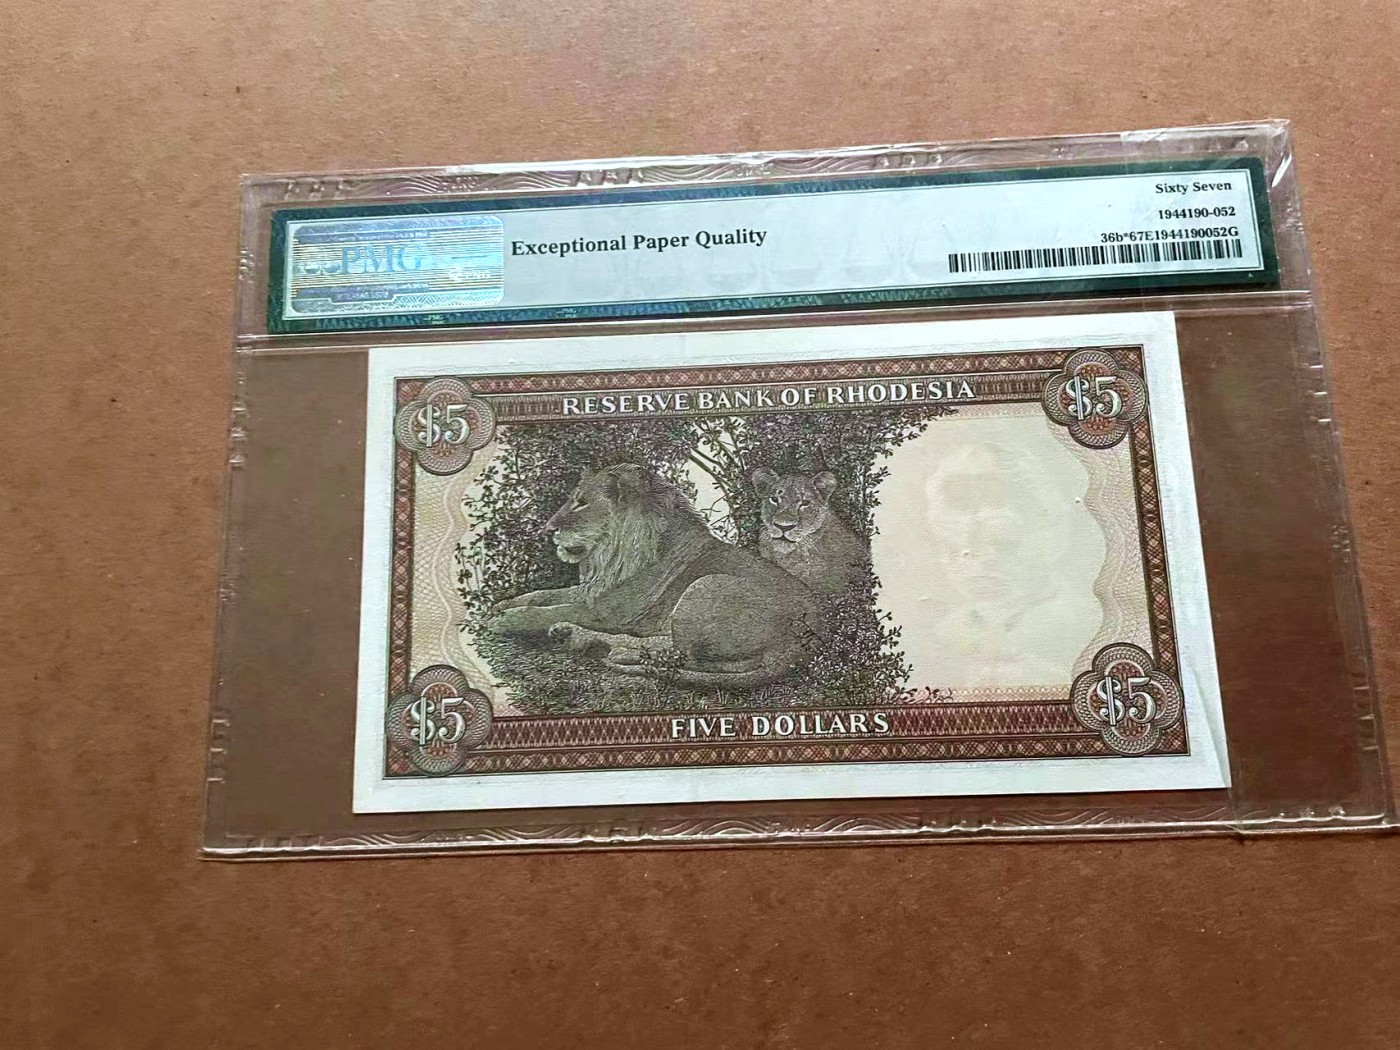 PMG
Exceptional Paper Quality
Sixty Seven
1944190-052
36b*67E1944190052G
RESERVE BANK OF RHODESIA
$5
$5
$5
FIVE DOLLARS
$5